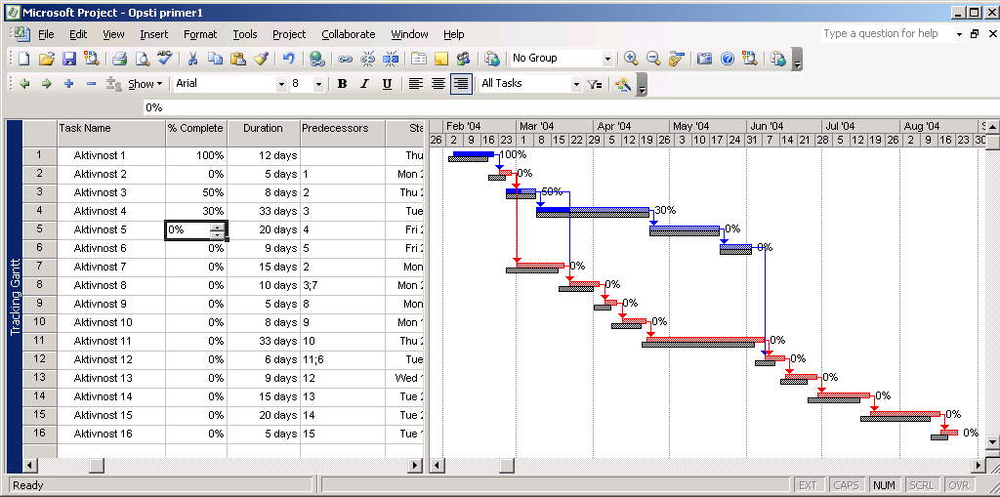 Microsoft Project - Opsti primer1
File Edit View Insert Format Tools Project Collaborate Window Help Type a question for help
No Group
Show Arial 8 B I U All Tasks
0%
Task Name % Complete Duration Predecessors Sta Feb '04 Mar '04 Apr '04 May '04 Jun '04 Jul '04 Aug '04 S
26 2 9 16 23 1 8 15 22 29 5 12 19 26 3 10 17 24 31 7 14 21 28 5 12 19 26 2 9 16 23 30
1 Aktivnost 1 100% 12 days Thu 100%
2 Aktivnost 2 0% 5 days 1 Mon 2 0%
3 Aktivnost 3 50% 8 days 2 Thu 2 50%
4 Aktivnost 4 30% 33 days 3 Tue 30%
5 Aktivnost 5 0% 20 days 4 Fri 2 0%
6 Aktivnost 6 0% 9 days 5 Fri 2 0%
7 Aktivnost 7 0% 15 days 2 Mon 0%
8 Aktivnost 8 0% 10 days 3;7 Mon 2 0%
9 Aktivnost 9 0% 5 days 8 Mon 0%
10 Aktivnost 10 0% 8 days 9 Mon 1 0%
11 Aktivnost 11 0% 33 days 10 Thu 2 0%
12 Aktivnost 12 0% 6 days 11;6 Tue 0%
13 Aktivnost 13 0% 9 days 12 Wed 1 0%
14 Aktivnost 14 0% 15 days 13 Tue 2 0%
15 Aktivnost 15 0% 20 days 14 Tue 2 0%
16 Aktivnost 16 0% 5 days 15 Tue 1 0%
Tracking Gantt
Ready EXT CAPS NUM SCRL OVR